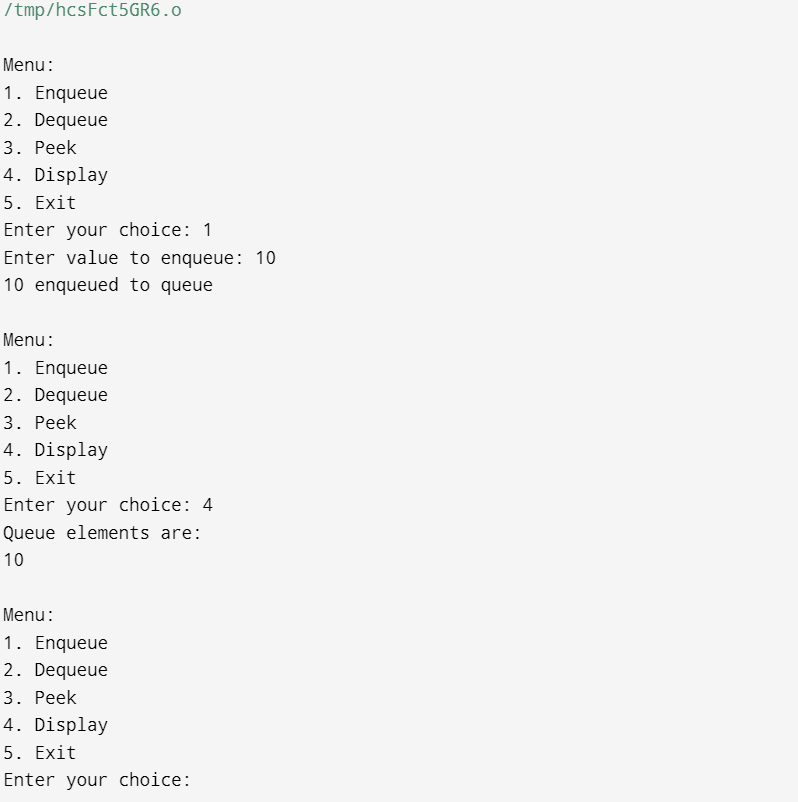 /tmp/hcsFct5GR6.o
Menu:
1. Enqueue
2. Dequeue
3. Peek
4. Display
5. Exit
Enter your choice: 1
Enter value to enqueue: 10
10 enqueued to queue
Menu:
1. Enqueue
2. Dequeue
3. Peek
4. Display
5. Exit
Enter your choice: 4
Queue elements are:
10
Menu:
1. Enqueue
2. Dequeue
3. Peek
4. Display
5. Exit
Enter your choice: